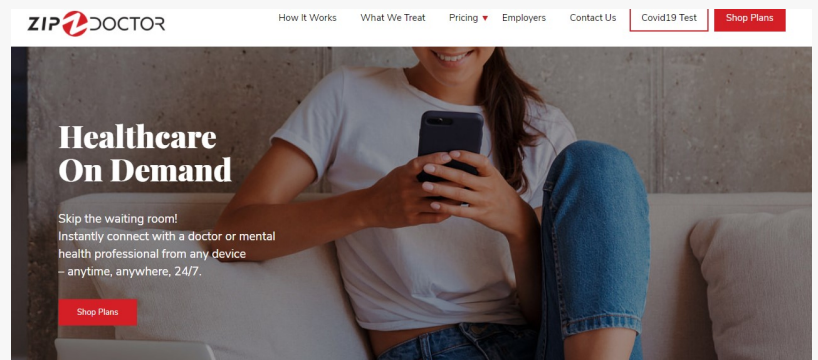 ZIP DOCTOR
How It Works
What We Treat
Pricing ▼
Employers
Contact Us
Covid19 Test
Shop Plans
Healthcare
On Demand
Skip the waiting room!
Instantly connect with a doctor or mental
health professional from any device
– anytime, anywhere, 24/7.
Shop Plans